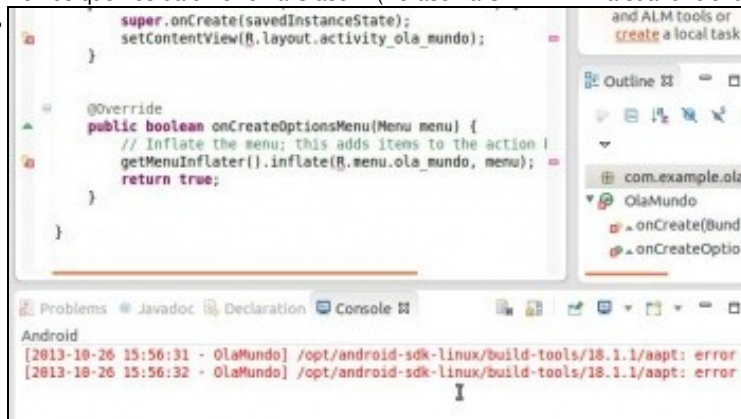 super.onCreate(savedInstanceState);
setContentView(R.layout.activity_ola_mundo);
}
@Override
public boolean onCreateOptionsMenu(Menu menu) {
// Inflate the menu; this adds items to the action
getMenuInflater().inflate(R.menu.ola_mundo, menu);
return true;
}
}
and ALM tools or
create a local task
Outline
com.example.ola
OlaMundo
onCreate(Bund
onCreateOptio
Problems Javadoc Declaration Console
Android
[2013-10-26 15:56:31 - OlaMundo] /opt/android-sdk-linux/build-tools/18.1.1/aapt: error
[2013-10-26 15:56:32 - OlaMundo] /opt/android-sdk-linux/build-tools/18.1.1/aapt: error